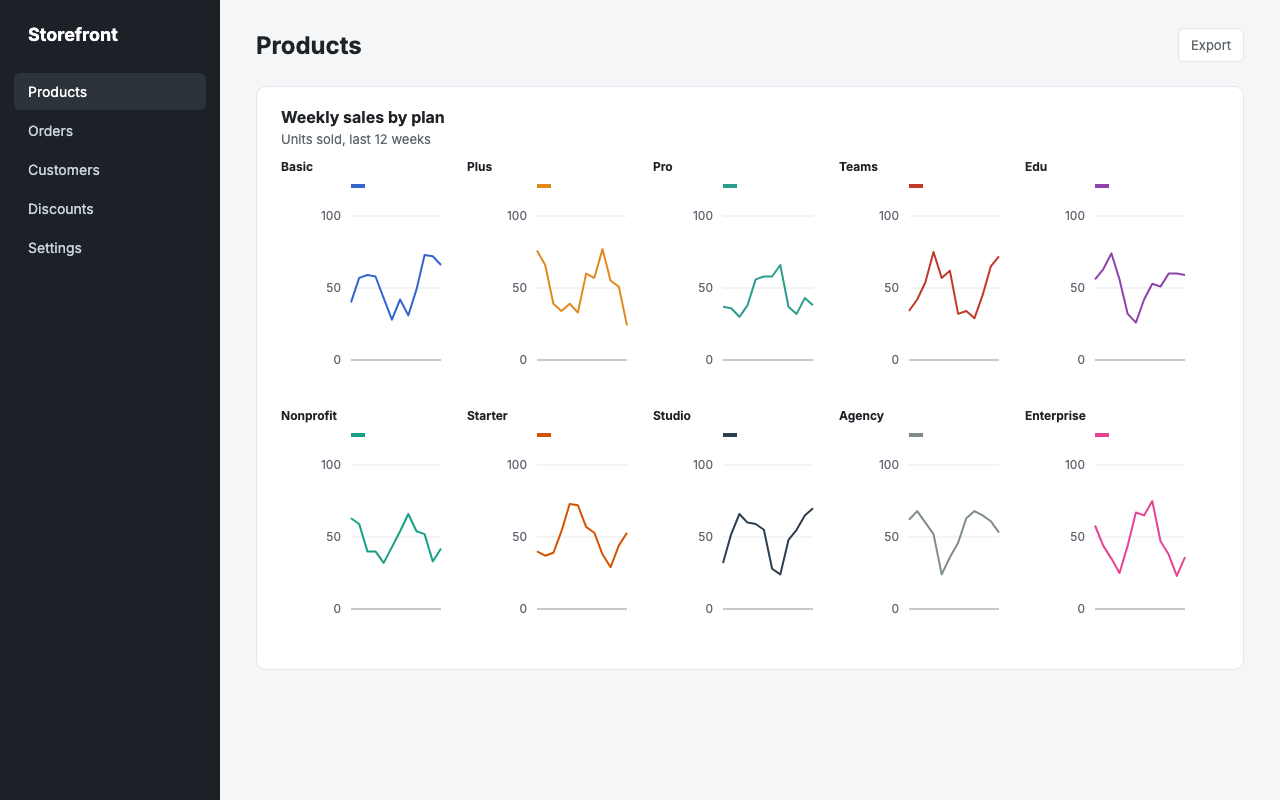 Storefront
Products
Orders
Customers
Discounts
Settings
Products
Export
Weekly sales by plan
Units sold, last 12 weeks
Basic
100
50
0
Plus
100
50
0
Pro
100
50
0
Teams
100
50
0
Edu
100
50
0
Nonprofit
100
50
0
Starter
100
50
0
Studio
100
50
0
Agency
100
50
0
Enterprise
100
50
0